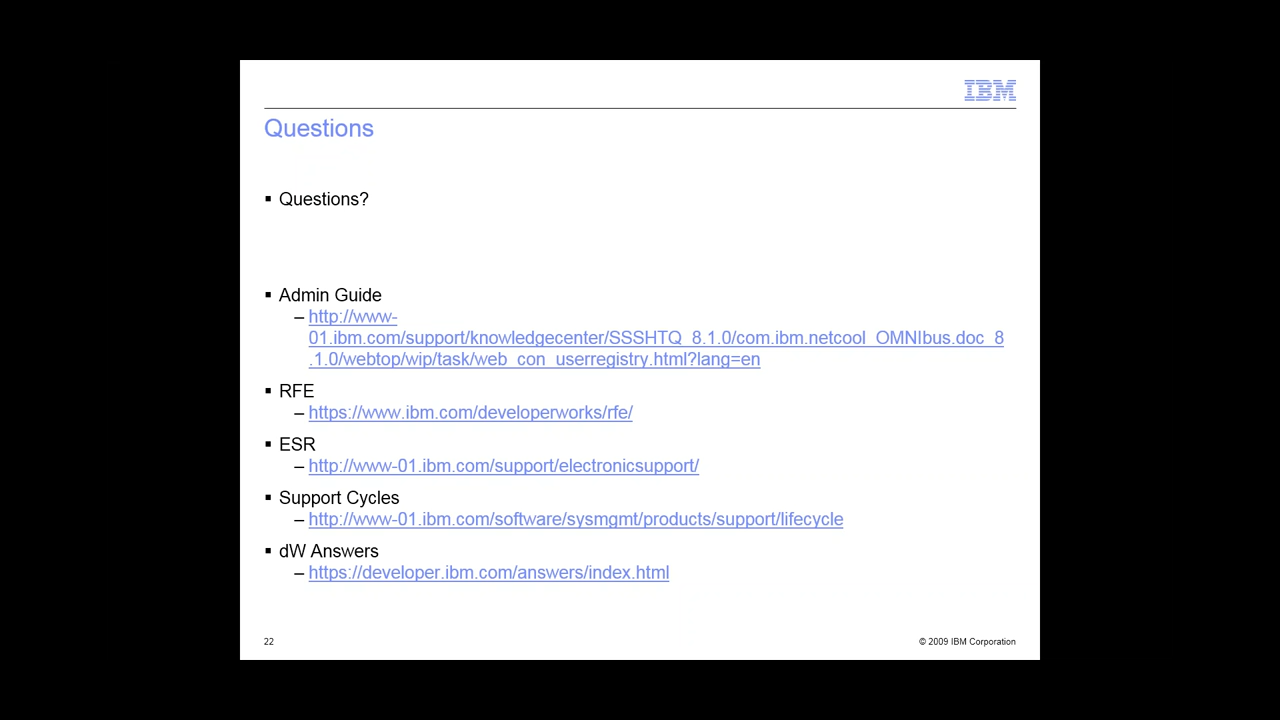 IBM
Questions
▪ Questions?
▪ Admin Guide
– http://www-
01.ibm.com/support/knowledgecenter/SSSHTQ_8.1.0/com.ibm.netcool_OMNIbus.doc_8
.1.0/webtop/wip/task/web_con_userregistry.html?lang=en
▪ RFE
– https://www.ibm.com/developerworks/rfe/
▪ ESR
– http://www-01.ibm.com/support/electronicsupport/
▪ Support Cycles
– http://www-01.ibm.com/software/sysmgmt/products/support/lifecycle
▪ dW Answers
– https://developer.ibm.com/answers/index.html
22
© 2009 IBM Corporation